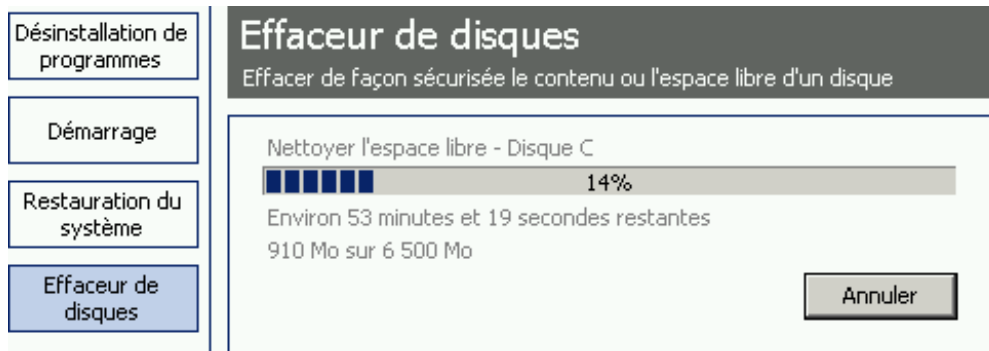 Désinstallation de
programmes
Démarrage
Restauration du
système
Effaceur de
disques
Effaceur de disques
Effacer de façon sécurisée le contenu ou l'espace libre d'un disque
Nettoyer l'espace libre - Disque C
14%
Environ 53 minutes et 19 secondes restantes
910 Mo sur 6 500 Mo
Annuler